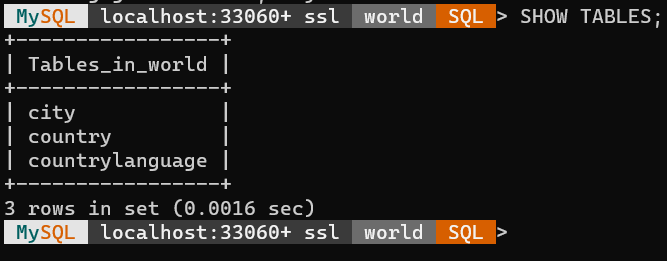 MySQL localhost:33060+ ssl world SQL > SHOW TABLES;
+-----------------+
| Tables_in_world |
+-----------------+
| city            |
| country         |
| countrylanguage |
+-----------------+
3 rows in set (0.0016 sec)
MySQL localhost:33060+ ssl world SQL >